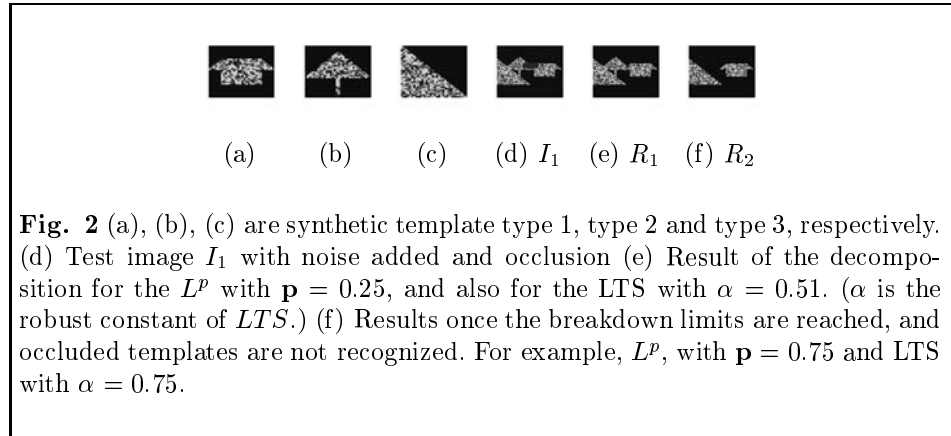 (a) (b) (c) (d) I₁ (e) R₁ (f) R₂
Fig. 2 (a), (b), (c) are synthetic template type 1, type 2 and type 3, respectively.
(d) Test image I₁ with noise added and occlusion (e) Result of the decompo-
sition for the Lᵖ with p = 0.25, and also for the LTS with α = 0.51. (α is the
robust constant of LTS.) (f) Results once the breakdown limits are reached, and
occluded templates are not recognized. For example, Lᵖ, with p = 0.75 and LTS
with α = 0.75.